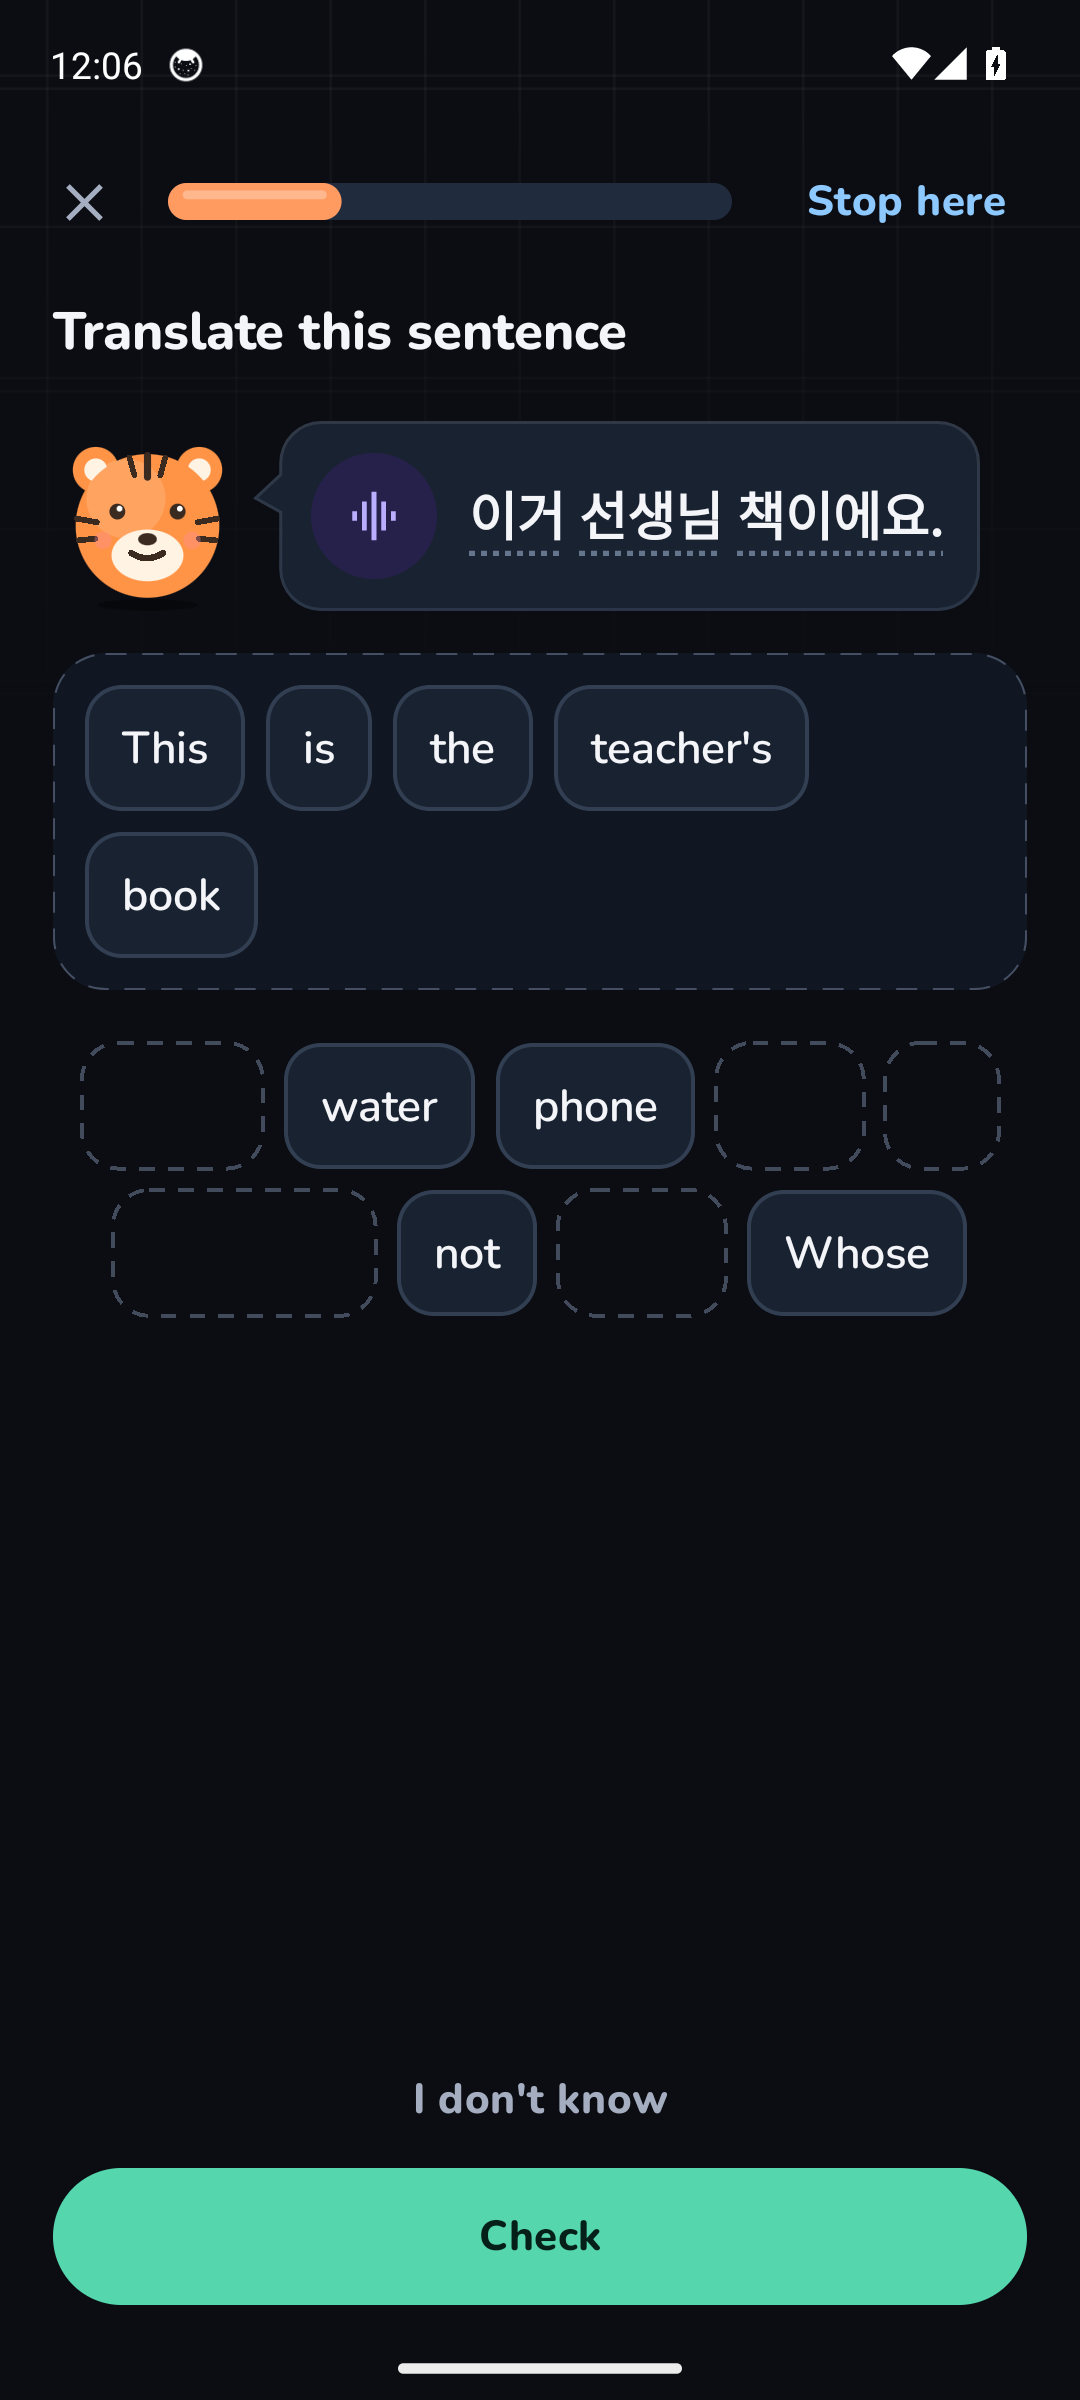 12:06
Stop here
Translate this sentence
이거 선생님 책이에요.
This is the teacher's
book
water phone
not Whose
I don't know
Check